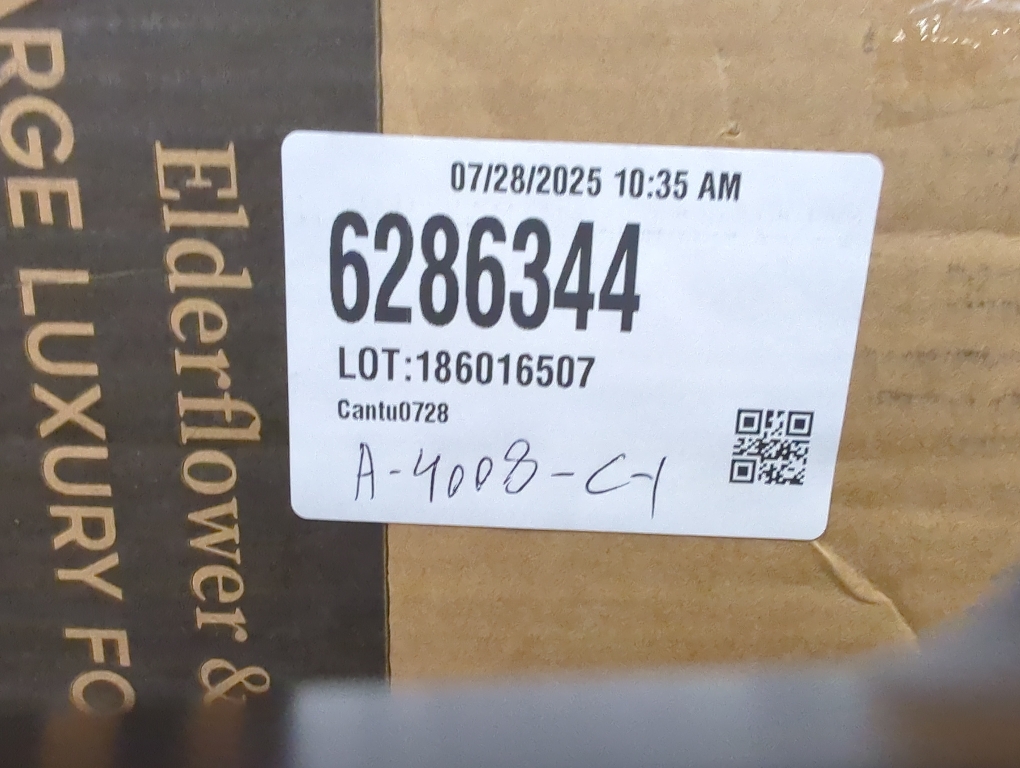 07/28/2025 10:35 AM
6286344
LOT:186016507
Cantu0728
A-4008-C-1
RGE LUXURY FO
Elderflower &